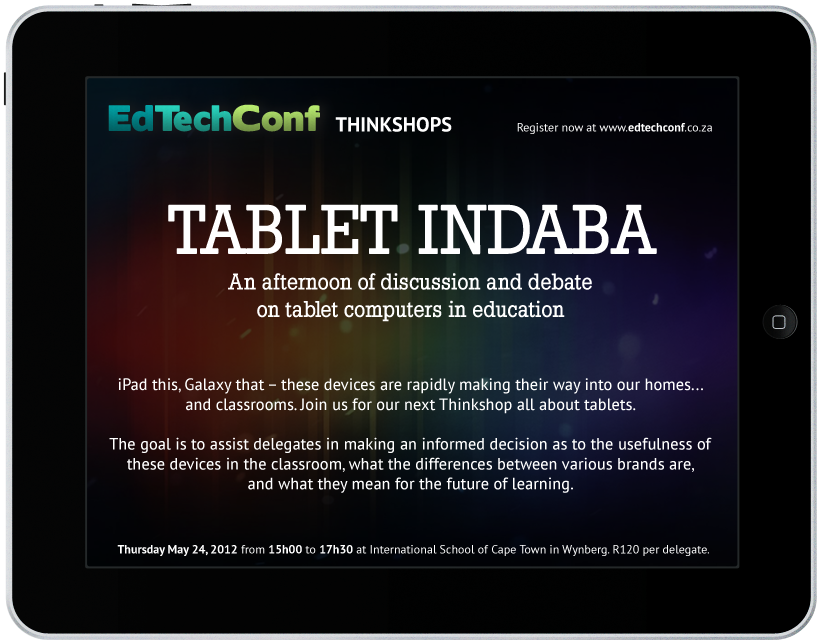 EdTechConf THINKSHOPS Register now at www.edtechconf.co.za
TABLET INDABA
An afternoon of discussion and debate
on tablet computers in education
iPad this, Galaxy that – these devices are rapidly making their way into our homes...
and classrooms. Join us for our next Thinkshop all about tablets.
The goal is to assist delegates in making an informed decision as to the usefulness of
these devices in the classroom, what the differences between various brands are,
and what they mean for the future of learning.
Thursday May 24, 2012 from 15h00 to 17h30 at International School of Cape Town in Wynberg. R120 per delegate.